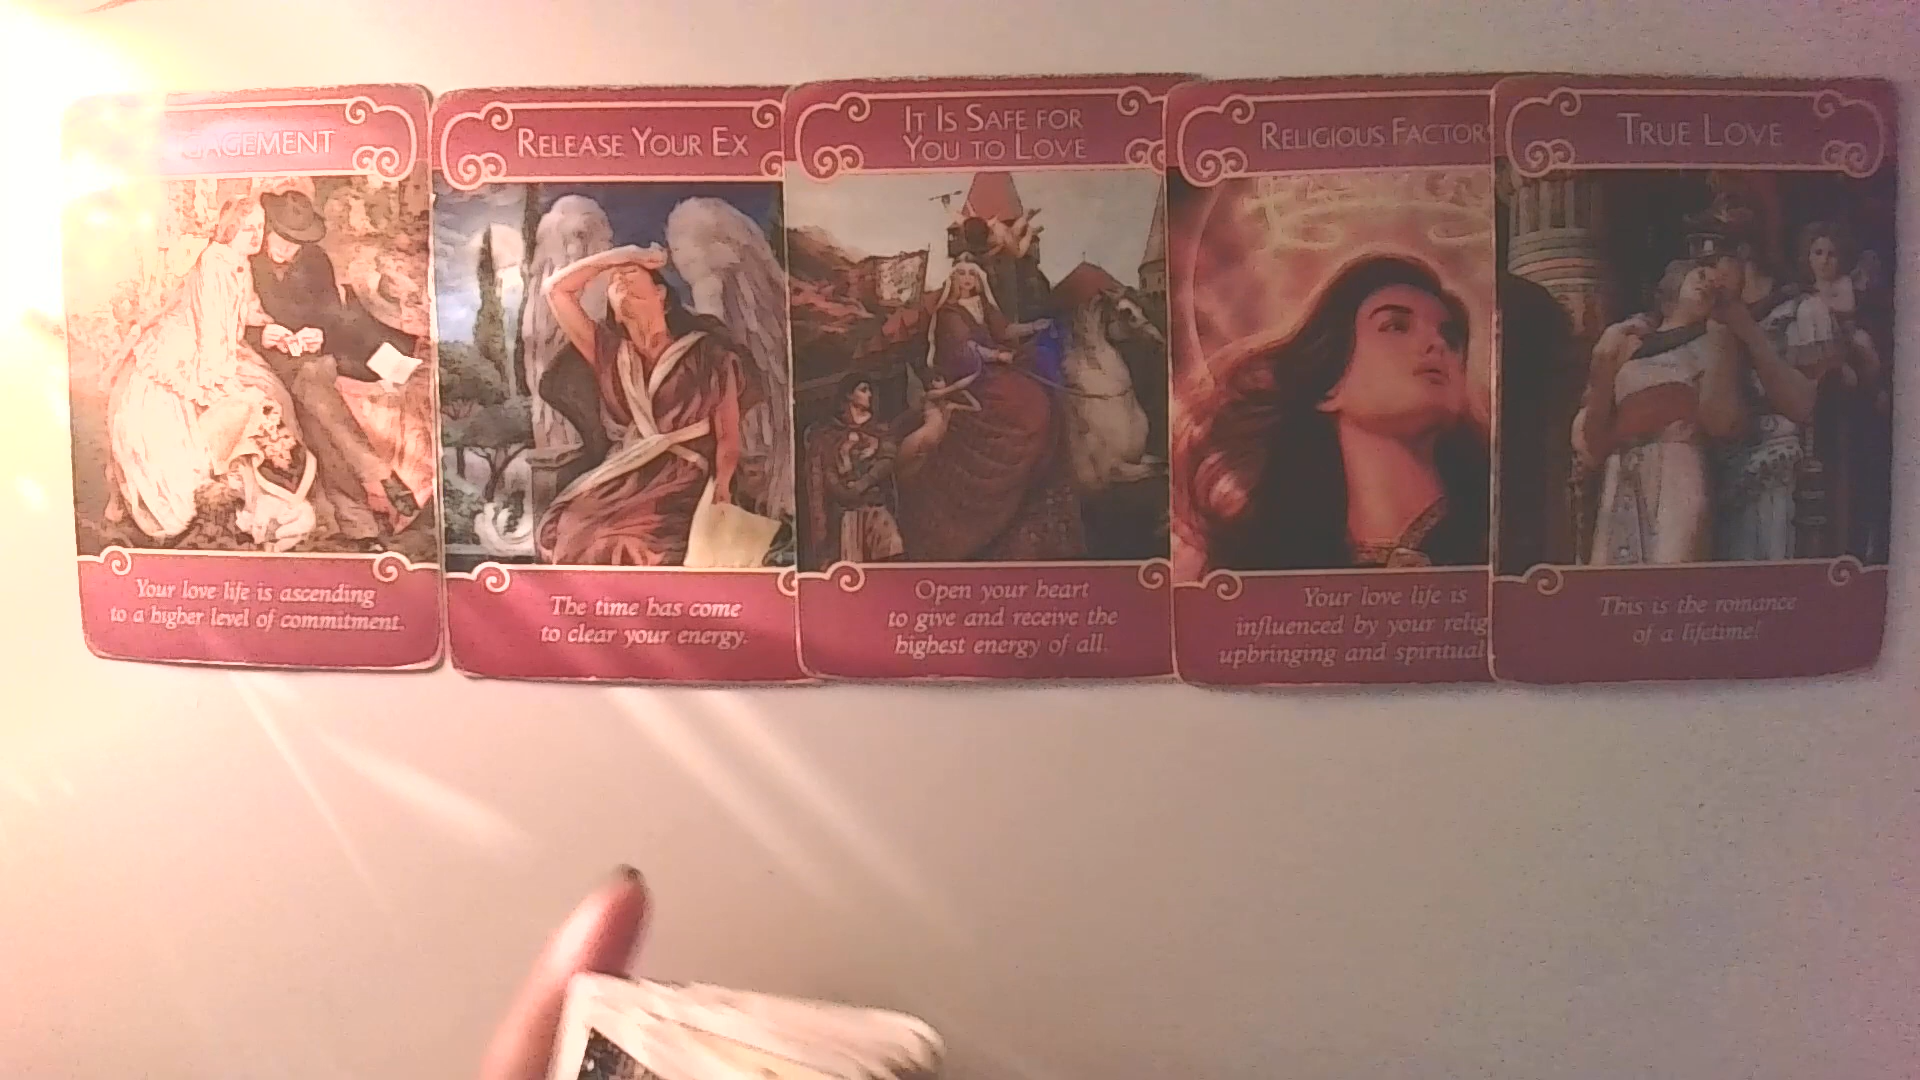 GAGEMENT
Your love life is ascending
to a higher level of commitment.
RELEASE YOUR EX
The time has come
to clear your energy.
IT IS SAFE FOR
YOU TO LOVE
Open your heart
to give and receive the
highest energy of all.
RELIGIOUS FACTORS
Your love life is
influenced by your relig
upbringing and spiritual
TRUE LOVE
This is the romance
of a lifetime!